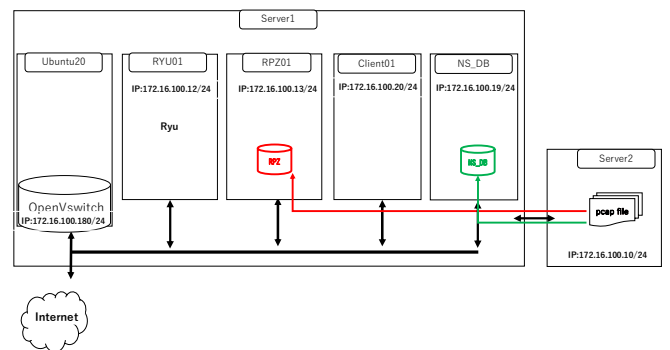 Server1
Ubuntu20
RYU01
RPZ01
Client01
NS_DB
IP:172.16.100.12/24
IP:172.16.100.13/24
IP:172.16.100.20/24
IP:172.16.100.19/24
Ryu
RPZ
NS_DB
Server2
OpenVswitch
IP:172.16.100.180/24
pcap file
IP:172.16.100.10/24
Internet